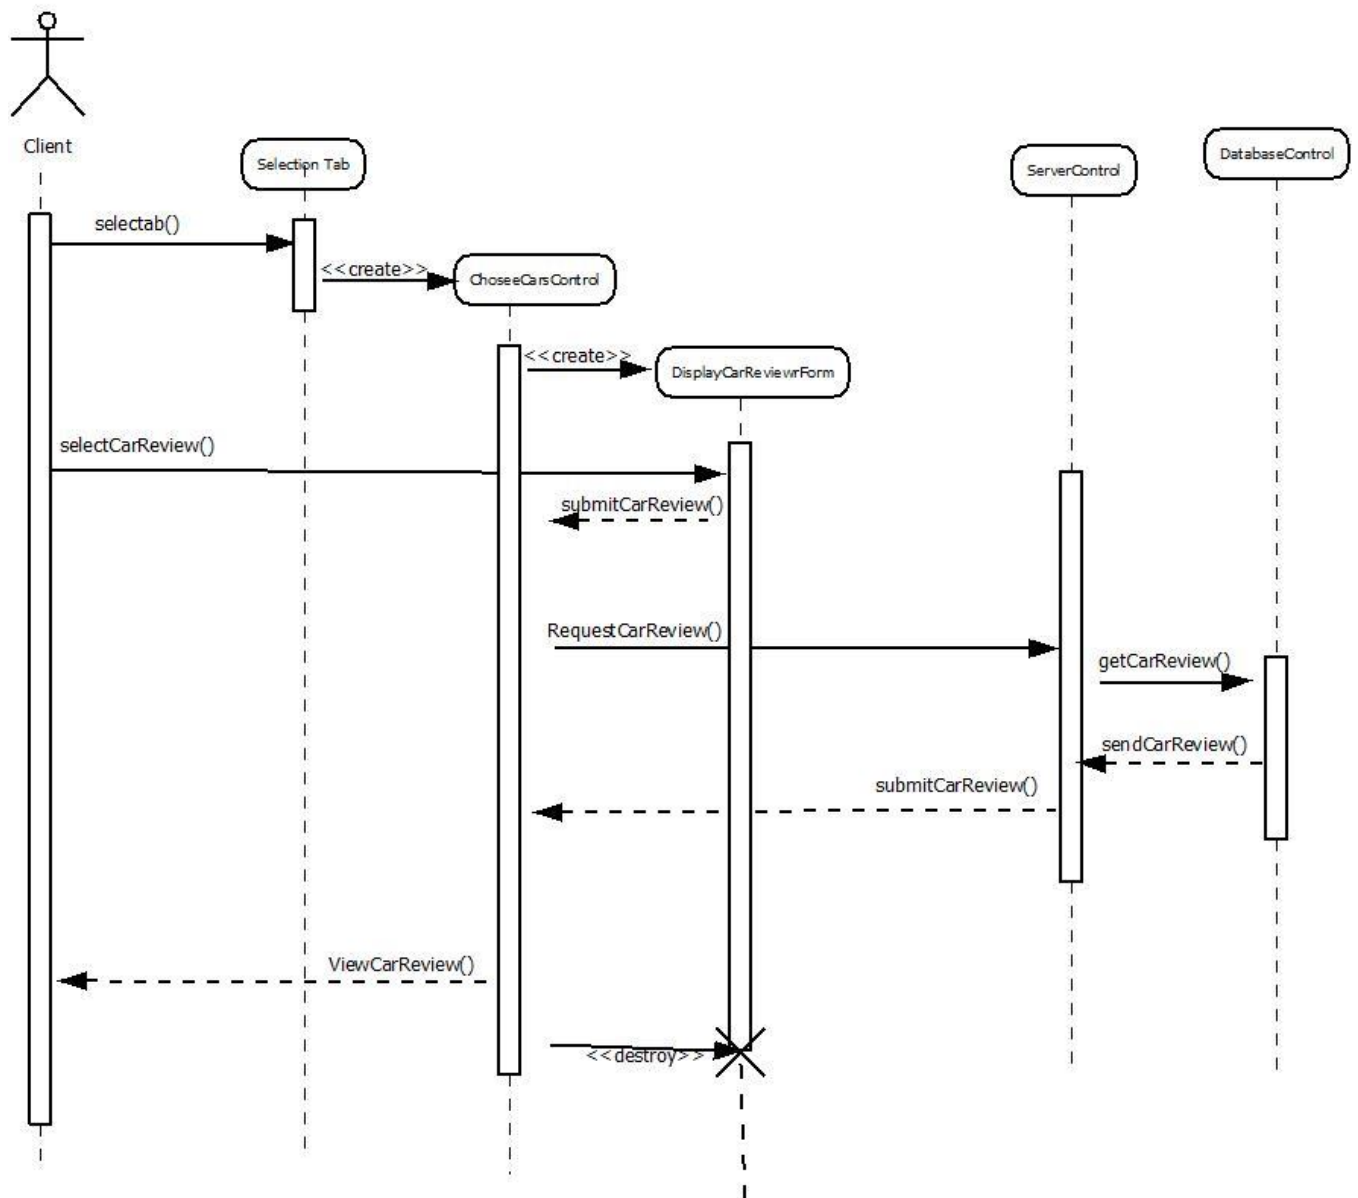 Client
Selection Tab
ServerControl
DatabaseControl
selectab()
<<create>>
ChoseeCarsControl
<<create>>
DisplayCarReviewrForm
selectCarReview()
submitCarReview()
RequestCarReview()
getCarReview()
sendCarReview()
submitCarReview()
ViewCarReview()
<<destroy>>